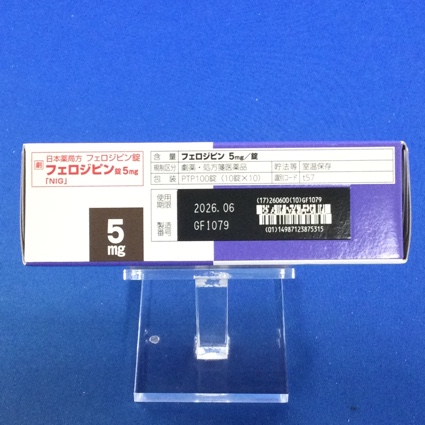 日本薬局方 フェロジピン錠
劇 フェロジピン錠5mg
「NIG」
5
mg
含量 フェロジピン 5mg/錠
規制区分 劇薬・処方箋医薬品 貯法等 室温保存
包装 PTP100錠(10錠×10) 識別コード t57
使用
期限 2026.06
製造
番号 GF1079
(17)260600(10)GF1079
(01)14987123875315